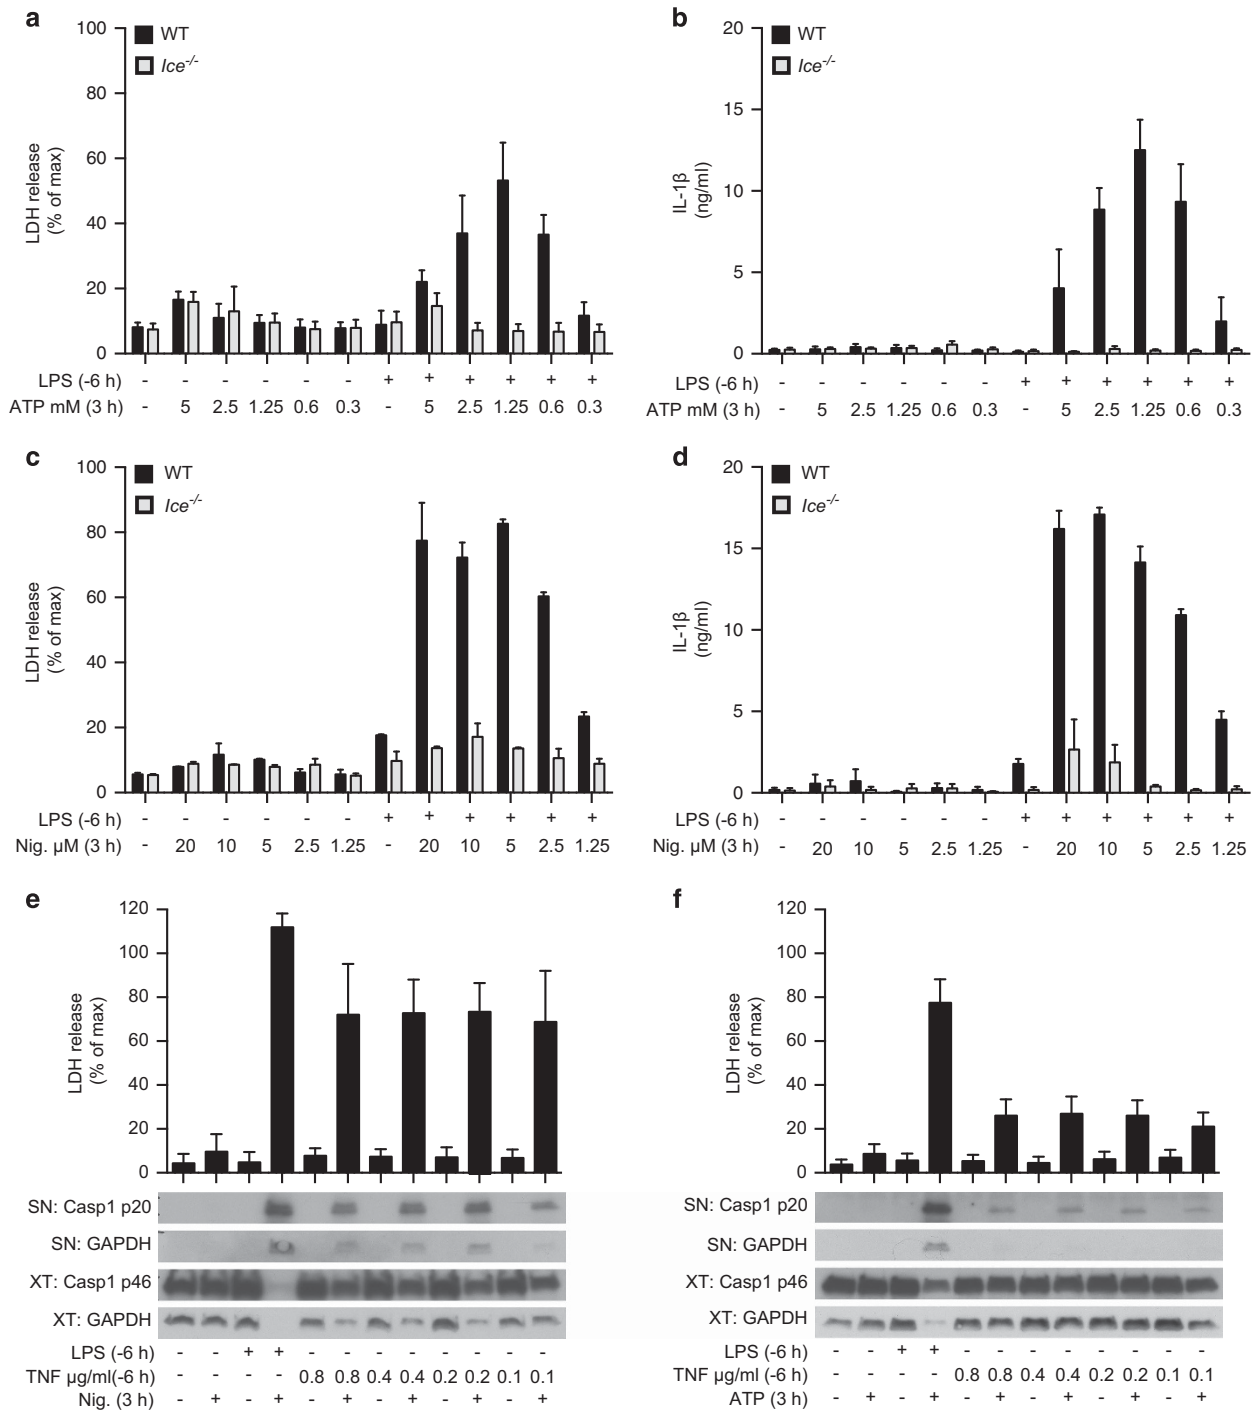 a
100
80
60
40
20
0
LDH release
(% of max)
WT
Ice-/-
LPS (-6 h) - - - - - - + + + + + +
ATP mM (3 h) - 5 2.5 1.25 0.6 0.3 - 5 2.5 1.25 0.6 0.3
b
20
15
10
5
0
IL-1β
(ng/ml)
WT
Ice-/-
LPS (-6 h) - - - - - - + + + + + +
ATP mM (3 h) - 5 2.5 1.25 0.6 0.3 - 5 2.5 1.25 0.6 0.3
c
100
80
60
40
20
0
LDH release
(% of max)
WT
Ice-/-
LPS (-6 h) - - - - - - + + + + + +
Nig. µM (3 h) - 20 10 5 2.5 1.25 - 20 10 5 2.5 1.25
d
20
15
10
5
0
IL-1β
(ng/ml)
WT
Ice-/-
LPS (-6 h) - - - - - - + + + + + +
Nig. µM (3 h) - 20 10 5 2.5 1.25 - 20 10 5 2.5 1.25
e
120
100
80
60
40
20
0
LDH release
(% of max)
SN: Casp1 p20
SN: GAPDH
XT: Casp1 p46
XT: GAPDH
LPS (-6 h) - - + + - - - - - - - -
TNF µg/ml(-6 h) - - - - 0.8 0.8 0.4 0.4 0.2 0.2 0.1 0.1
Nig. (3 h) - + - + - + - + - + - +
f
120
100
80
60
40
20
0
LDH release
(% of max)
SN: Casp1 p20
SN: GAPDH
XT: Casp1 p46
XT: GAPDH
LPS (-6 h) - - + + - - - - - - - -
TNF µg/ml (-6 h) - - - - 0.8 0.8 0.4 0.4 0.2 0.2 0.1 0.1
ATP (3 h) - + - + - + - + - + - +